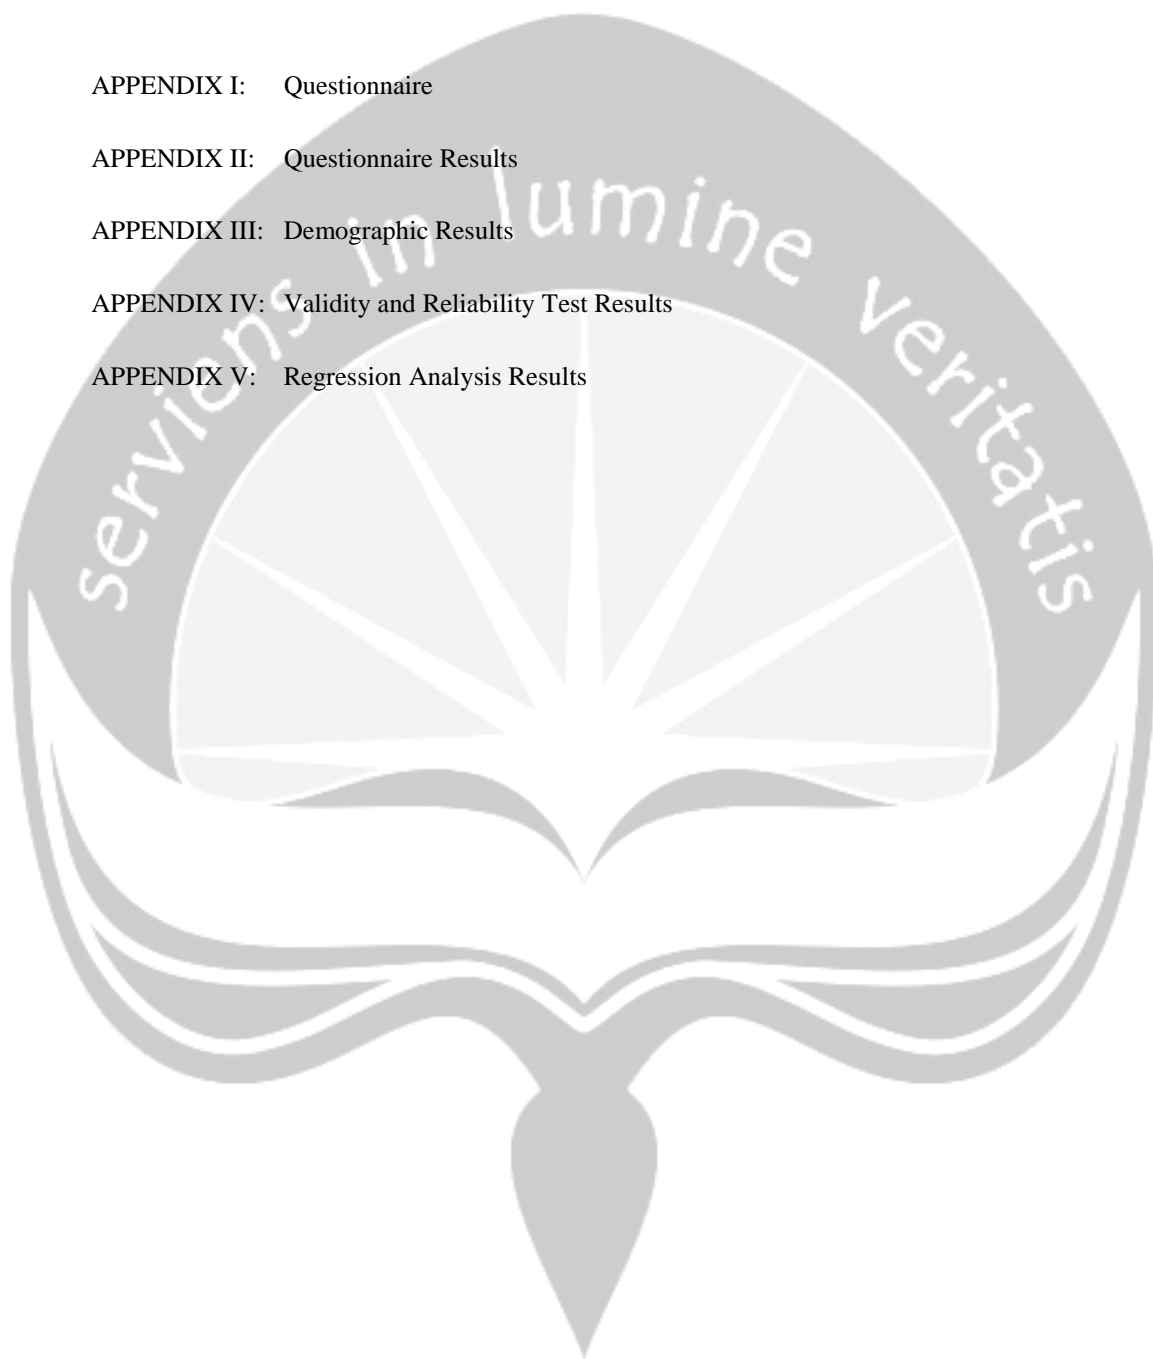 APPENDIX I: Questionnaire
APPENDIX II: Questionnaire Results
APPENDIX III: Demographic Results
APPENDIX IV: Validity and Reliability Test Results
APPENDIX V: Regression Analysis Results
serviens in lumine veritatis